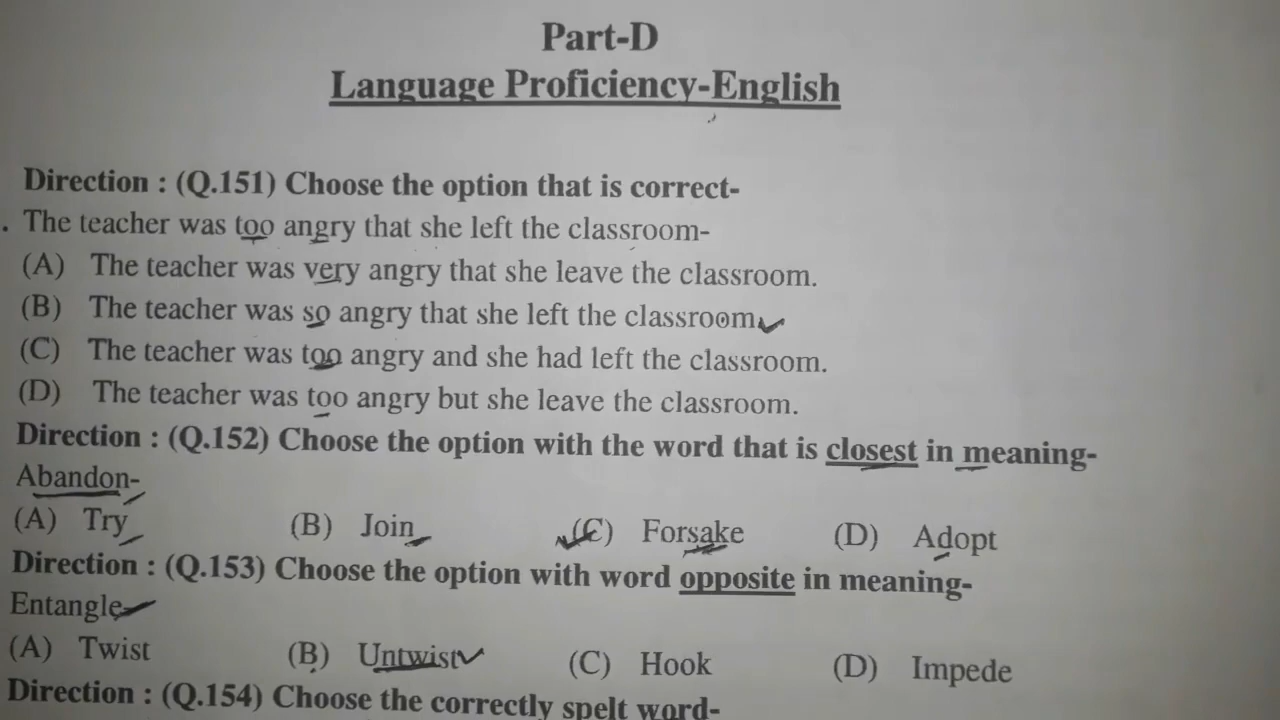 Part-D
Language Proficiency-English
Direction : (Q.151) Choose the option that is correct-
. The teacher was too angry that she left the classroom-
(A) The teacher was very angry that she leave the classroom.
(B) The teacher was so angry that she left the classroom.
(C) The teacher was too angry and she had left the classroom.
(D) The teacher was too angry but she leave the classroom.
Direction : (Q.152) Choose the option with the word that is closest in meaning-
Abandon-
(A) Try (B) Join (C) Forsake (D) Adopt
Direction : (Q.153) Choose the option with word opposite in meaning-
Entangle-
(A) Twist (B) Untwist (C) Hook (D) Impede
Direction : (Q.154) Choose the correctly spelt word-